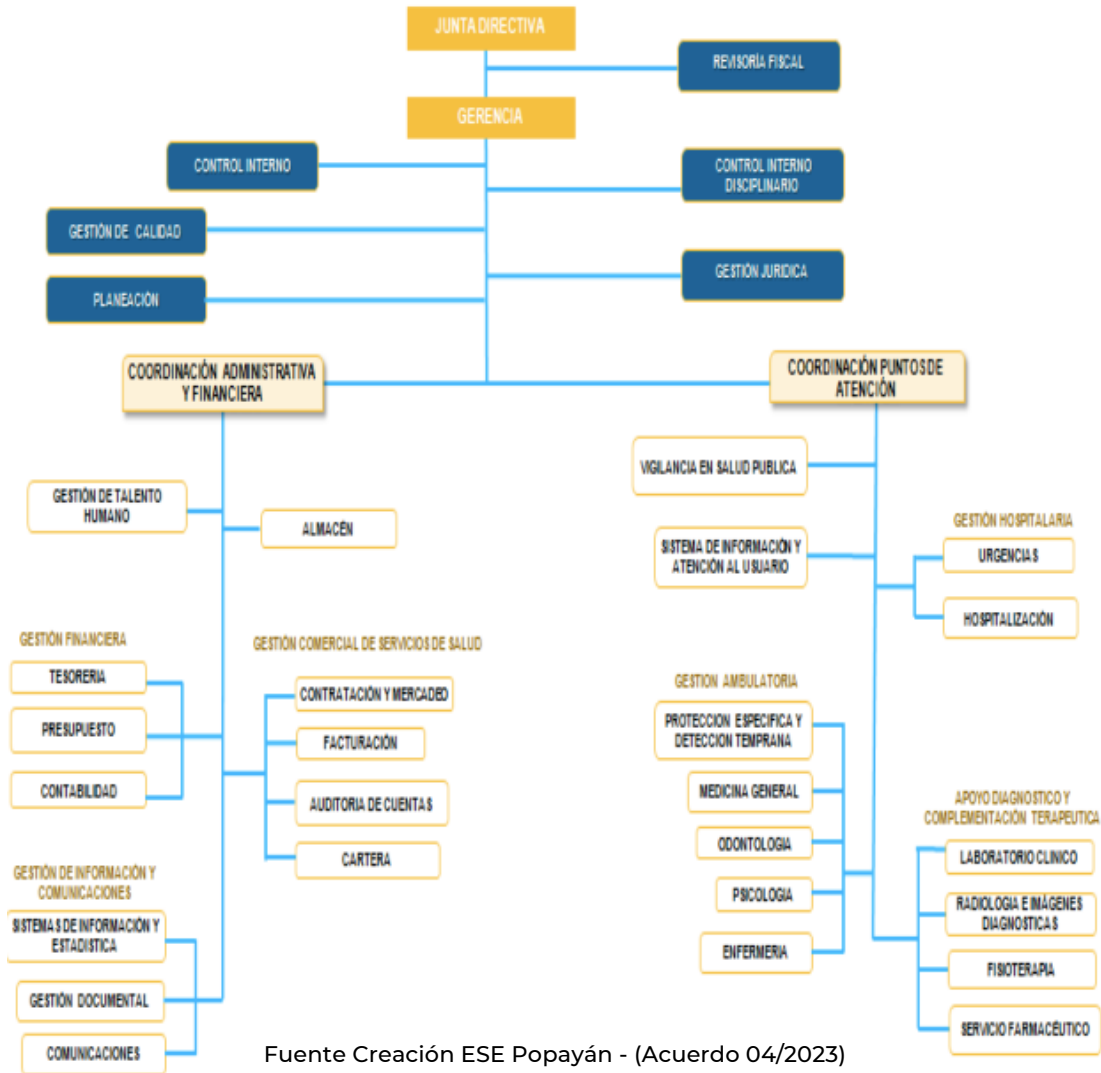 JUNTA DIRECTIVA
REVISORÍA FISCAL
GERENCIA
CONTROL INTERNO
CONTROL INTERNO
DISCIPLINARIO
GESTIÓN DE CALIDAD
GESTIÓN JURIDICA
PLANEACIÓN
COORDINACIÓN ADMINISTRATIVA
Y FINANCIERA
COORDINACIÓN PUNTOS DE
ATENCIÓN
VIGILANCIA EN SALUD PUBLICA
GESTIÓN DE TALENTO
HUMANO
ALMACÉN
SISTEMA DE INFORMACIÓN Y
ATENCIÓN AL USUARIO
GESTIÓN HOSPITALARIA
URGENCIAS
HOSPITALIZACIÓN
GESTIÓN FINANCIERA
TESORERIA
PRESUPUESTO
CONTABILIDAD
GESTIÓN COMERCIAL DE SERVICIOS DE SALUD
CONTRATACIÓN Y MERCADEO
FACTURACIÓN
AUDITORIA DE CUENTAS
CARTERA
GESTION AMBULATORIA
PROTECCION ESPECIFICA Y
DETECCION TEMPRANA
MEDICINA GENERAL
ODONTOLOGIA
PSICOLOGIA
ENFERMERIA
APOYO DIAGNOSTICO Y
COMPLEMENTACIÓN TERAPEUTICA
LABORATORIO CLINICO
RADIOLOGIA E IMÁGENES
DIAGNOSTICAS
FISIOTERAPIA
SERVICIO FARMACÉUTICO
GESTIÓN DE INFORMACIÓN Y
COMUNICACIONES
SISTEMAS DE INFORMACIÓN Y
ESTADISTICA
GESTIÓN DOCUMENTAL
COMUNICACIONES
Fuente Creación ESE Popayán - (Acuerdo 04/2023)